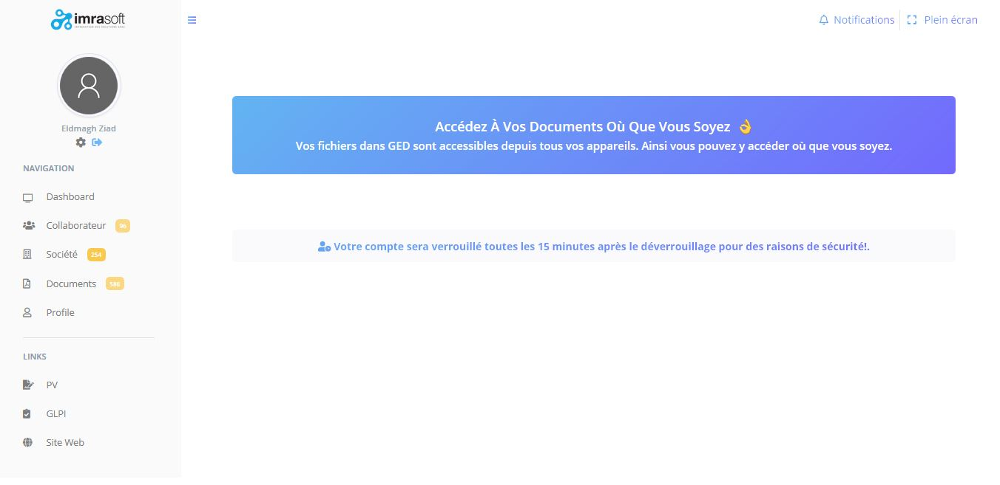 imrasoft
Notifications
Plein écran
Eldmagh Ziad
NAVIGATION
Dashboard
Collaborateur 96
Société 254
Documents 586
Profile
LINKS
PV
GLPI
Site Web
Accédez À Vos Documents Où Que Vous Soyez 👌
Vos fichiers dans GED sont accessibles depuis tous vos appareils. Ainsi vous pouvez y accéder où que vous soyez.
Votre compte sera verrouillé toutes les 15 minutes après le déverrouillage pour des raisons de sécurité!.